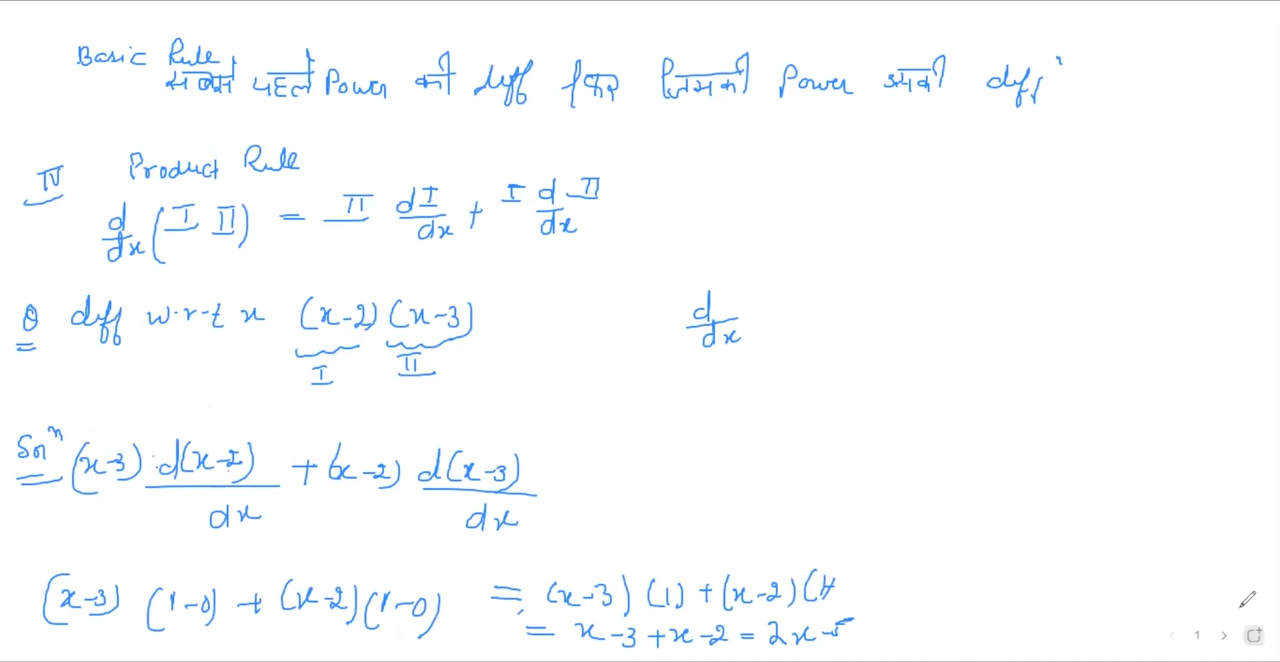 Basic Rule
सबसे पहले Power की diff फिर जिसकी Power उसकी diff
IV Product Rule
d/dx (I II) = II dI/dx + I d II/dx
Q diff w.r.t x (x-2) (x-3) d/dx
I II
Solⁿ (x-3) d(x-2)/dx + (x-2) d(x-3)/dx
(x-3) (1-0) + (x-2) (1-0) = (x-3) (1) + (x-2) (1
= x-3+x-2 = 2x-5
1